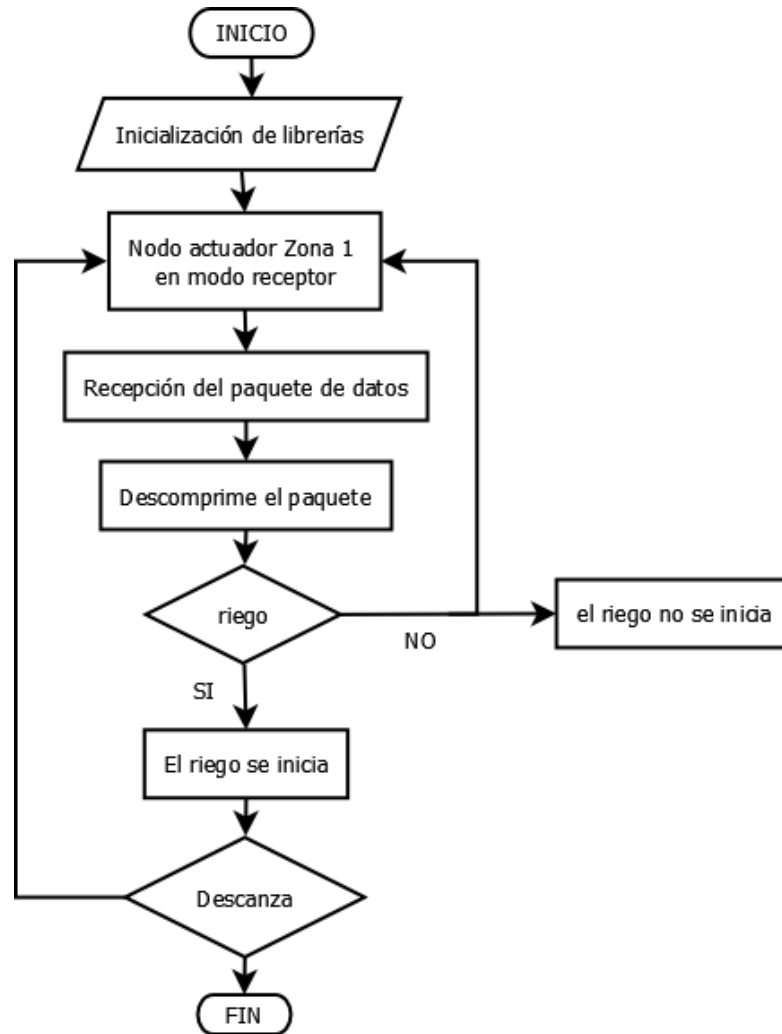 INICIO
Inicialización de librerías
Nodo actuador Zona 1
en modo receptor
Recepción del paquete de datos
Descomprime el paquete
riego
NO
el riego no se inicia
SI
El riego se inicia
Descanza
FIN